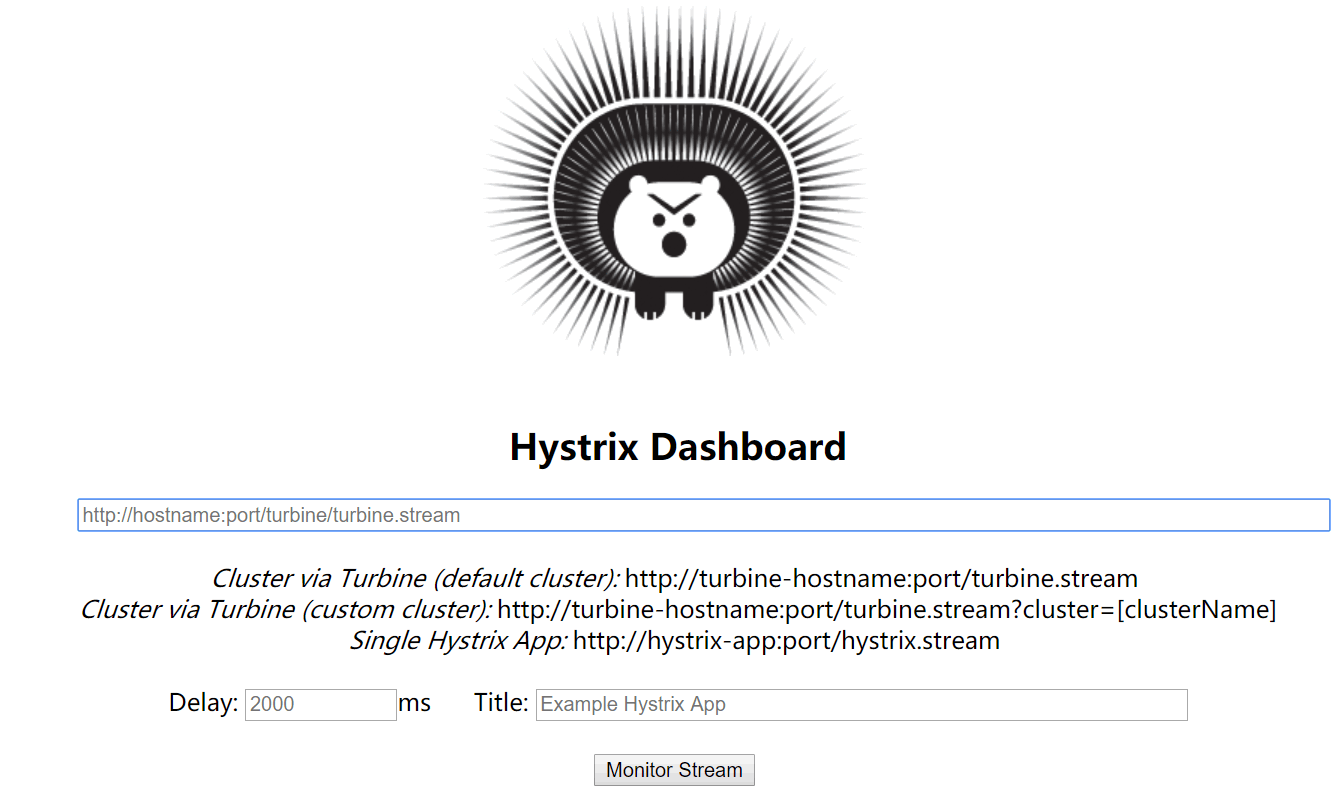 Hystrix Dashboard
http://hostname:port/turbine/turbine.stream
Cluster via Turbine (default cluster): http://turbine-hostname:port/turbine.stream
Cluster via Turbine (custom cluster): http://turbine-hostname:port/turbine.stream?cluster=[clusterName]
Single Hystrix App: http://hystrix-app:port/hystrix.stream
Delay: 2000 ms Title: Example Hystrix App
Monitor Stream